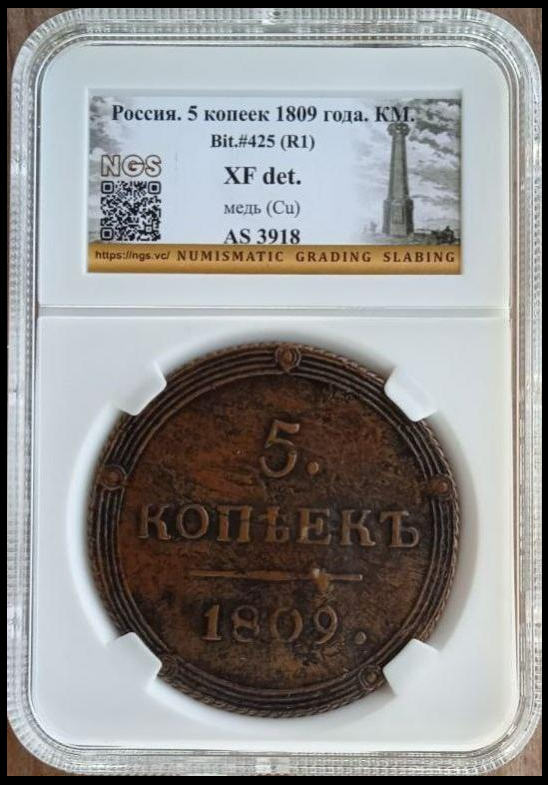 Россия. 5 копеек 1809 года. КМ.
Bit.#425 (R1)
NGS
XF det.
медь (Cu)
AS 3918
https://ngs.vc/ NUMISMATIC GRADING SLABING
5.
КОПѣЕКЪ
1809.